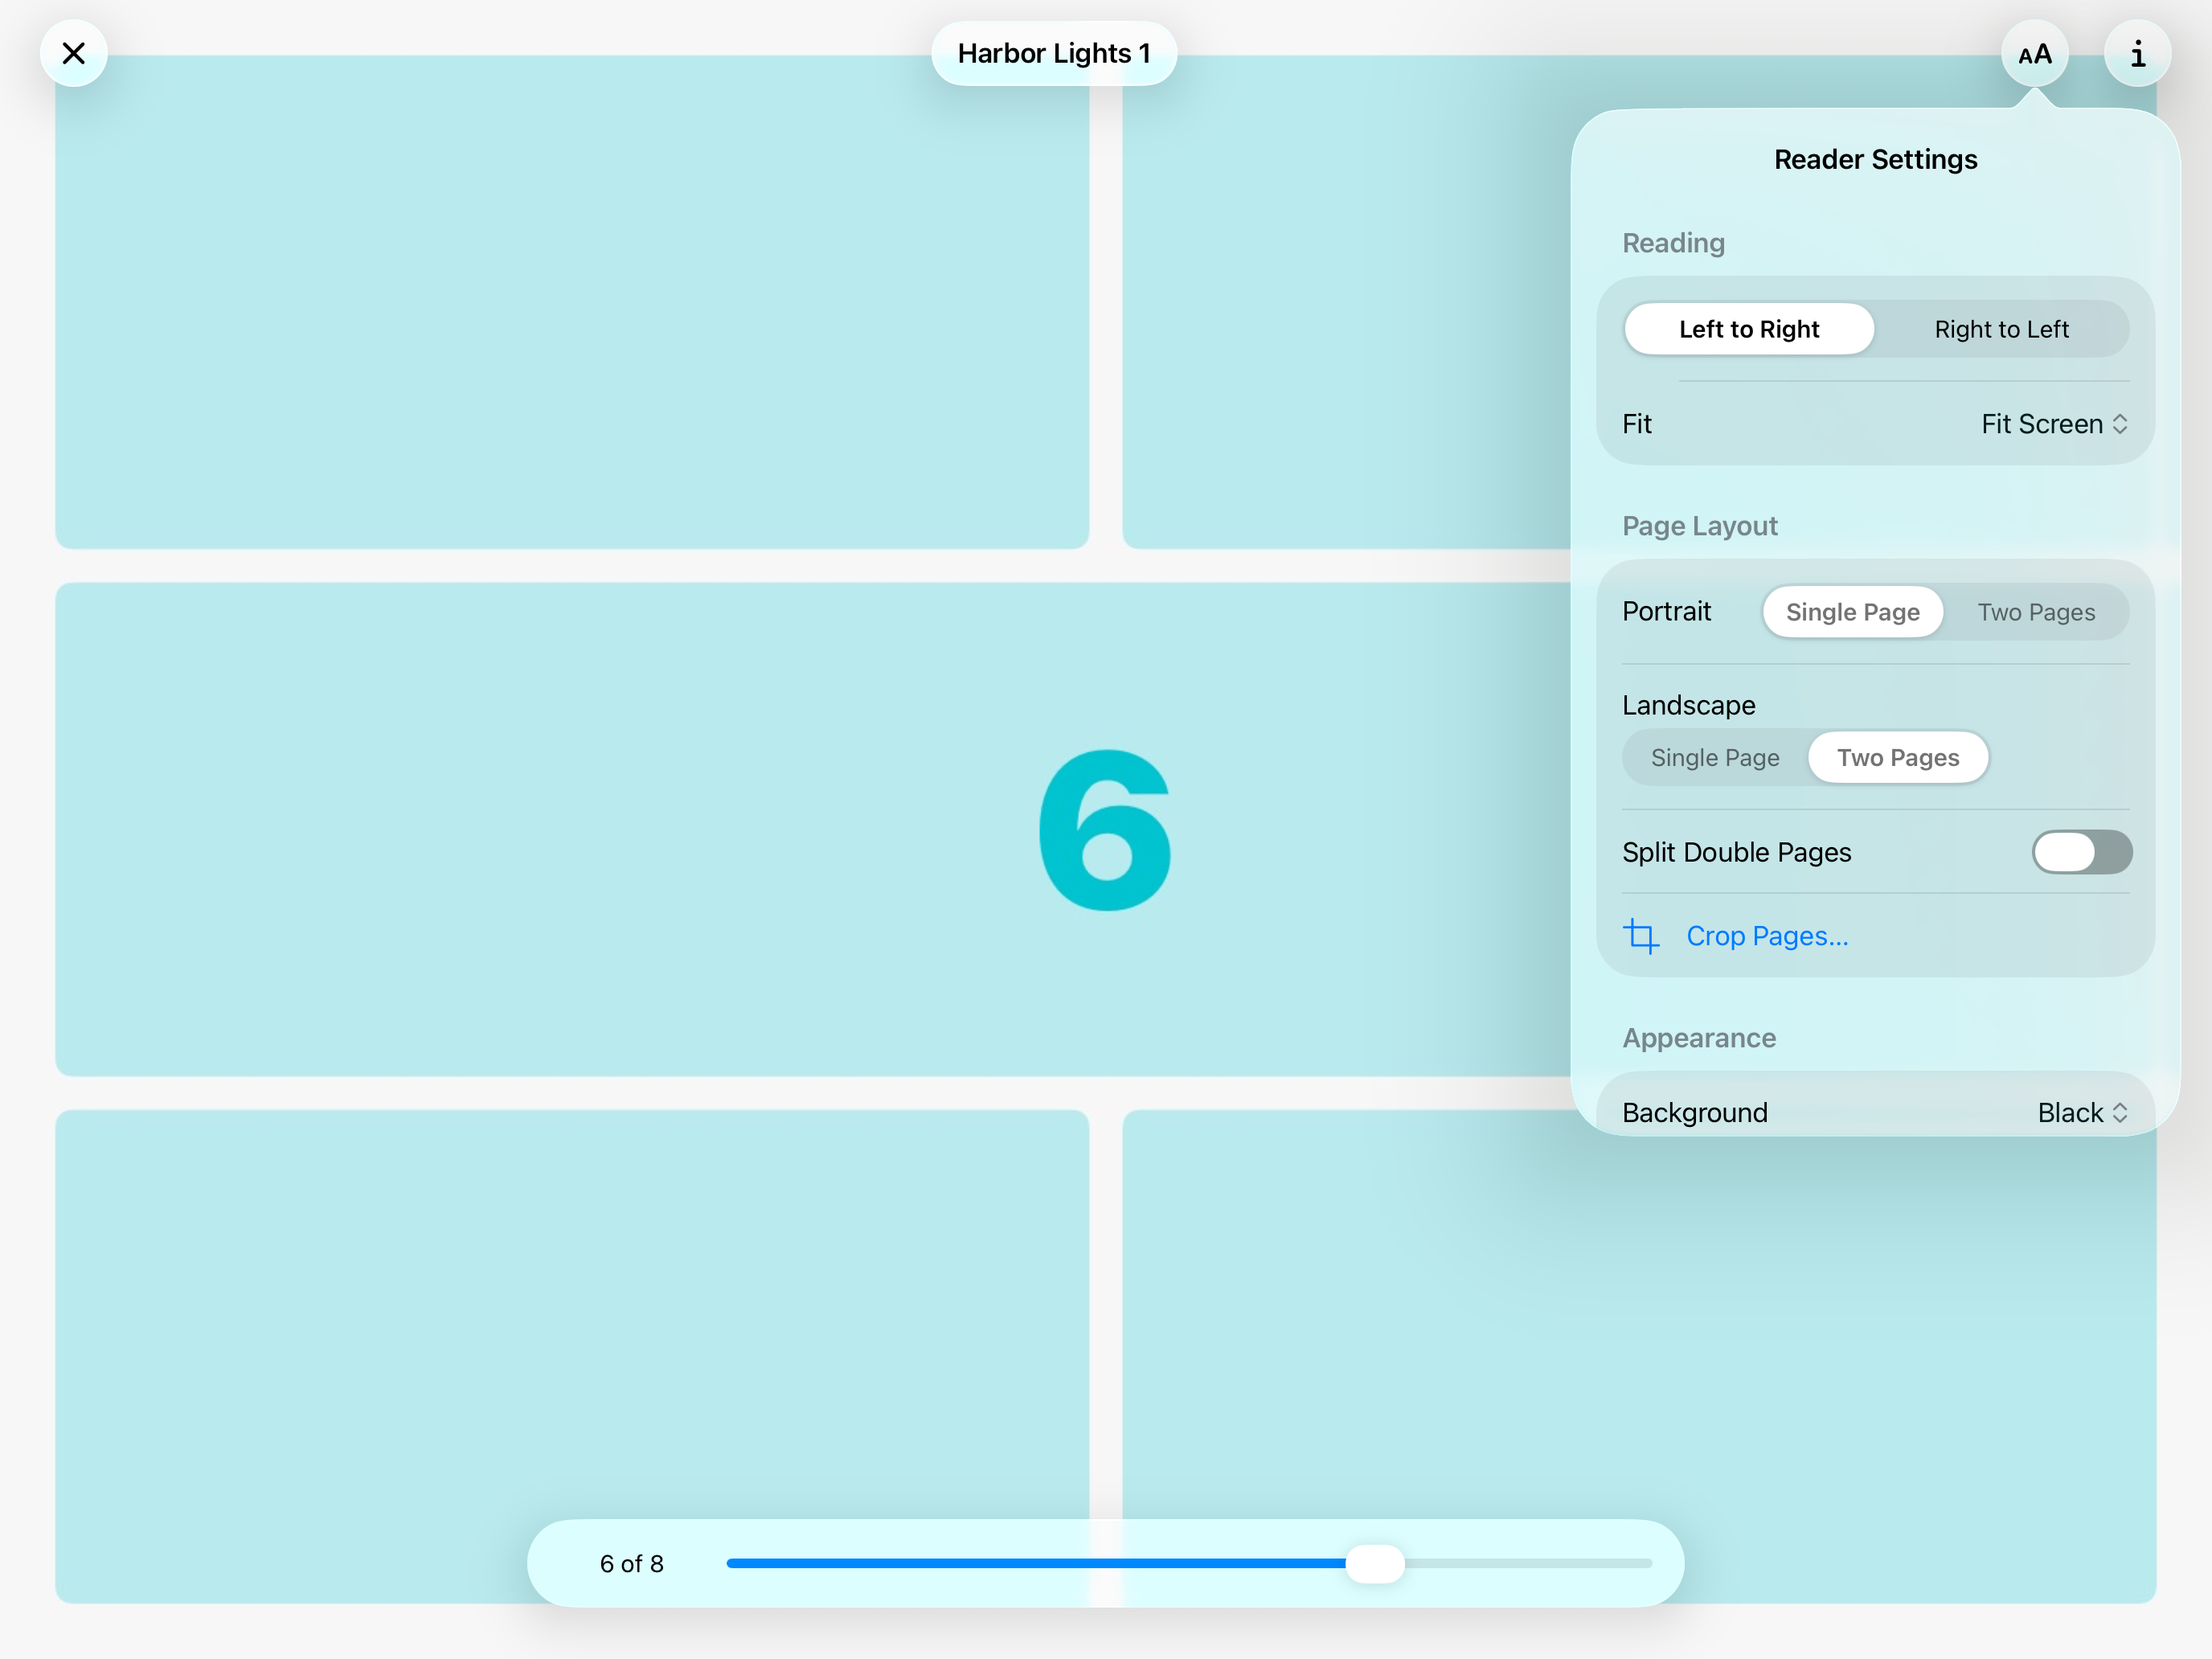 Harbor Lights 1
AA
i
Reader Settings
Reading
Left to Right
Right to Left
Fit
Fit Screen
Page Layout
Portrait
Single Page
Two Pages
Landscape
Single Page
Two Pages
Split Double Pages
Crop Pages...
Appearance
Background
Black
6
6 of 8